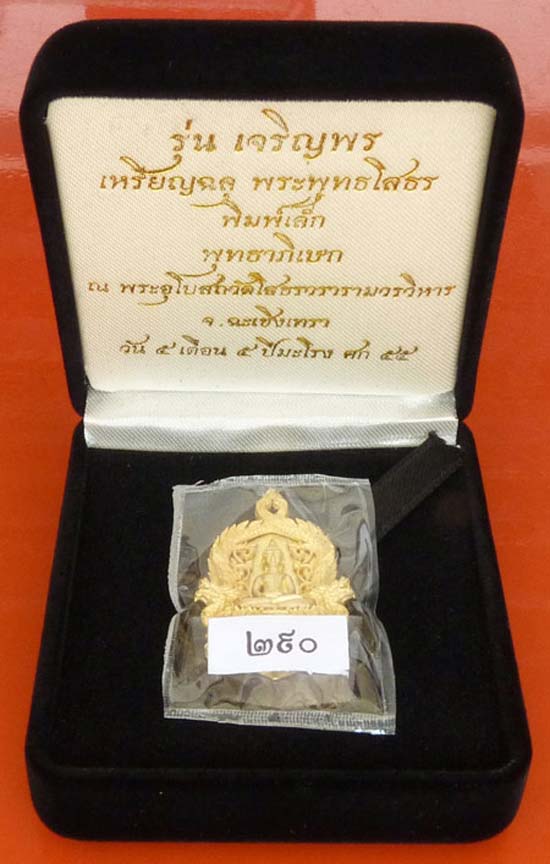 รุ่น เจริญพร
เหรียญฉลุ พระพุทธโสธร
พิมพ์เล็ก
พุทธาภิเษก
ณ พระอุโบสถวัดโสธรวรารามวรวิหาร
จ.ฉะเชิงเทรา
วัน ๕ เดือน ๕ ปีมะโรง ศก ๕๕
๒๙๐